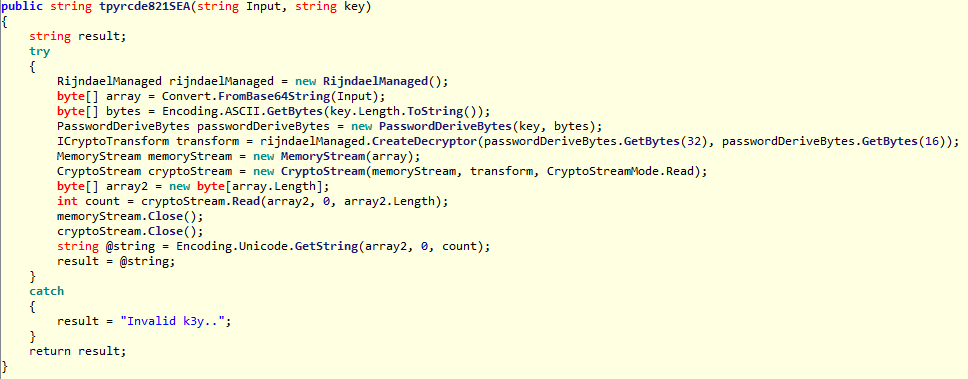 public string tpyrcde821SEA(string Input, string key)
{
    string result;
    try
    {
        RijndaelManaged rijndaelManaged = new RijndaelManaged();
        byte[] array = Convert.FromBase64String(Input);
        byte[] bytes = Encoding.ASCII.GetBytes(key.Length.ToString());
        PasswordDeriveBytes passwordDeriveBytes = new PasswordDeriveBytes(key, bytes);
        ICryptoTransform transform = rijndaelManaged.CreateDecryptor(passwordDeriveBytes.GetBytes(32), passwordDeriveBytes.GetBytes(16));
        MemoryStream memoryStream = new MemoryStream(array);
        CryptoStream cryptoStream = new CryptoStream(memoryStream, transform, CryptoStreamMode.Read);
        byte[] array2 = new byte[array.Length];
        int count = cryptoStream.Read(array2, 0, array2.Length);
        memoryStream.Close();
        cryptoStream.Close();
        string @string = Encoding.Unicode.GetString(array2, 0, count);
        result = @string;
    }
    catch
    {
        result = "Invalid k3y..";
    }
    return result;
}